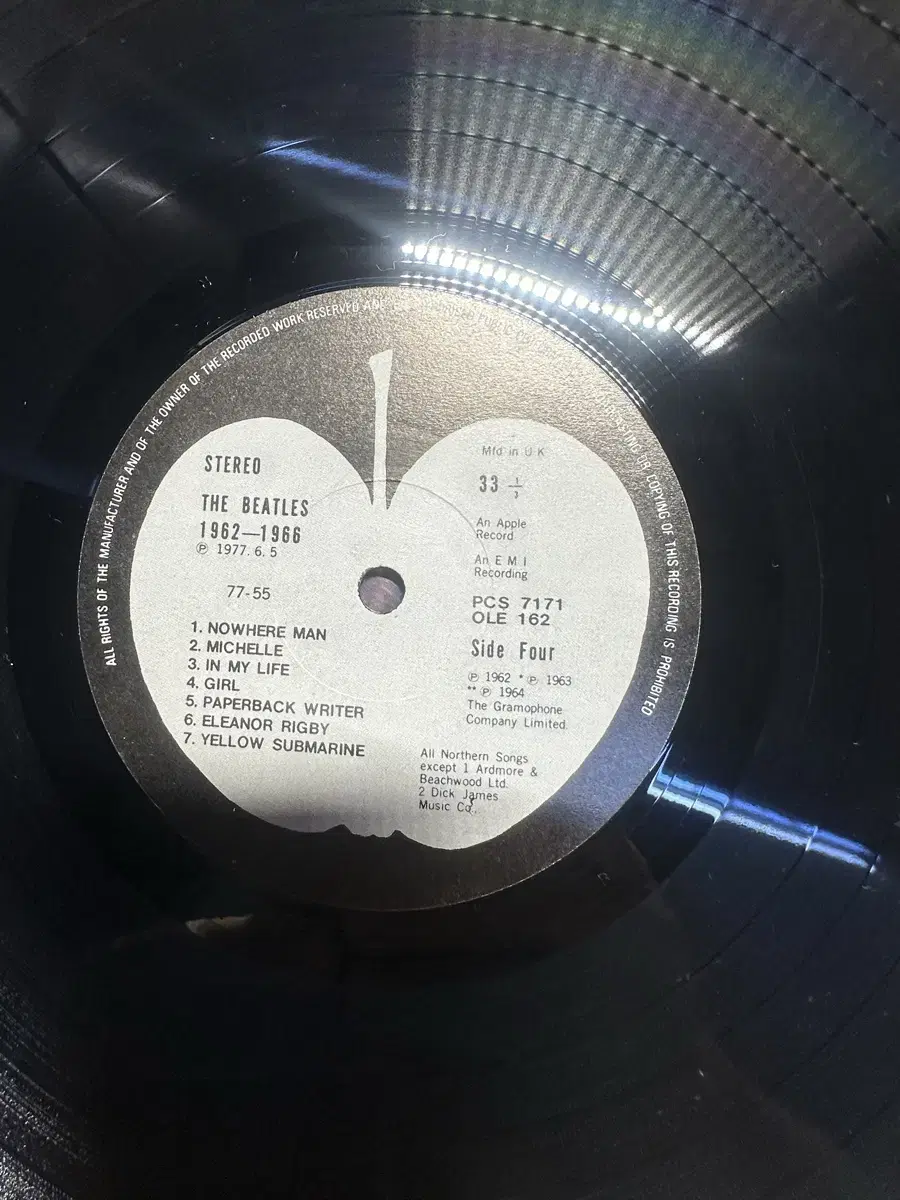 ALL RIGHTS OF THE MANUFACTURER AND OF THE OWNER OF THE RECORDED WORK RESERVED
COPYING OF THIS RECORDING IS PROHIBITED
STEREO
THE BEATLES
1962—1966
℗ 1977. 6. 5
77-55
1. NOWHERE MAN
2. MICHELLE
3. IN MY LIFE
4. GIRL
5. PAPERBACK WRITER
6. ELEANOR RIGBY
7. YELLOW SUBMARINE
Mfd in U K
33 1/3
An Apple
Record
An E M I
Recording
PCS 7171
OLE 162
Side Four
℗ 1962 * ℗ 1963
** ℗ 1964
The Gramophone
Company Limited.
All Northern Songs
except 1 Ardmore &
Beachwood Ltd.
2 Dick James
Music Co.